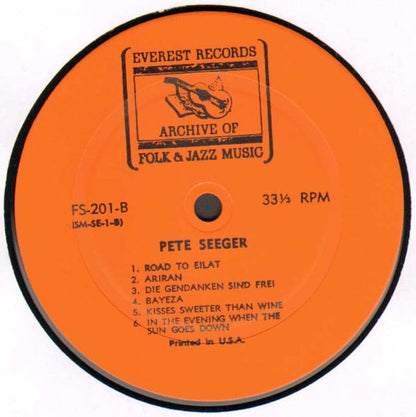 EVEREST RECORDS
ARCHIVE OF
FOLK & JAZZ MUSIC
FS-201-B
33⅓ RPM
(SM-SE-1-B)
PETE SEEGER
1. ROAD TO EILAT
2. ARIRAN
3. DIE GENDANKEN SIND FREI
4. BAYEZA
5. KISSES SWEETER THAN WINE
6. IN THE EVENING WHEN THE
SUN GOES DOWN
Printed in U.S.A.